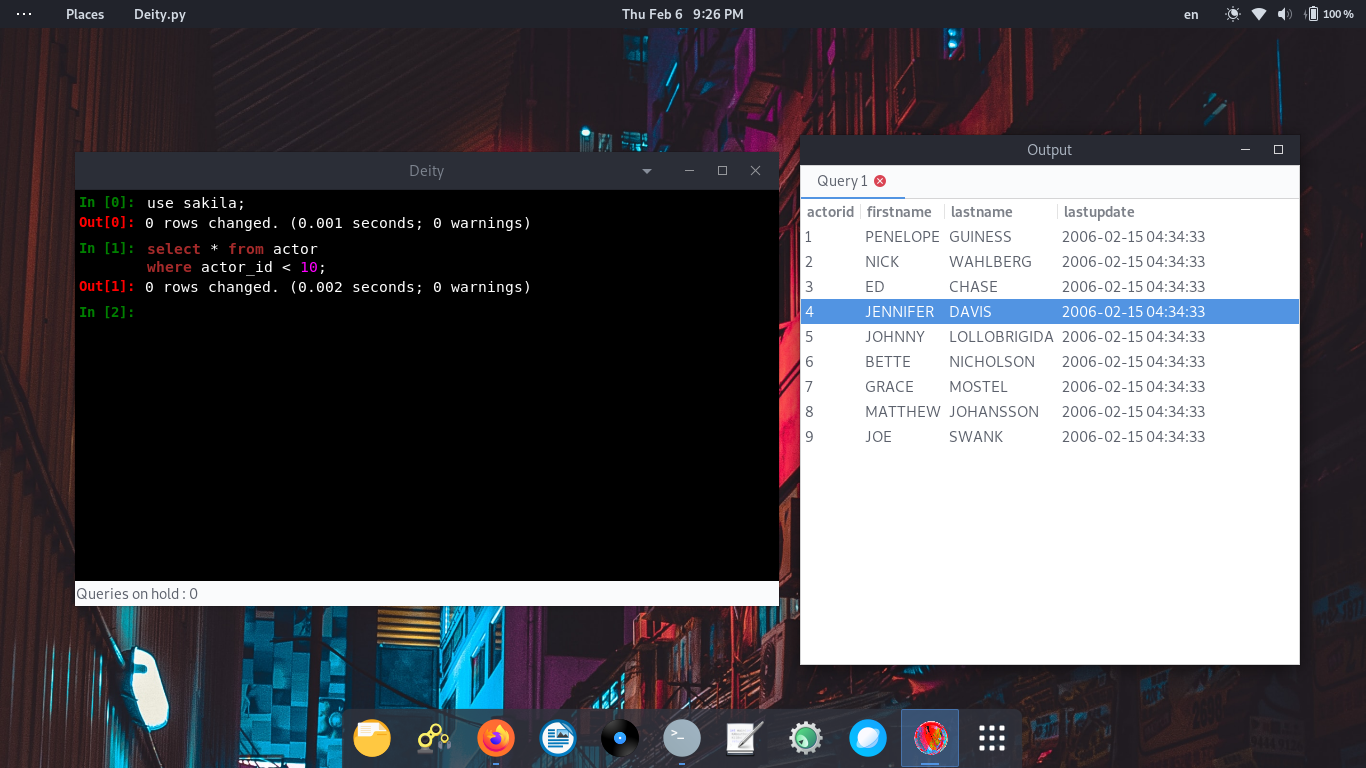 Places Deity.py Thu Feb 6 9:26 PM en 100 %
Deity
In [0]: use sakila;
Out[0]: 0 rows changed. (0.001 seconds; 0 warnings)
In [1]: select * from actor
where actor_id < 10;
Out[1]: 0 rows changed. (0.002 seconds; 0 warnings)
In [2]:
Queries on hold : 0
Output
Query 1
actorid firstname lastname lastupdate
1 PENELOPE GUINESS 2006-02-15 04:34:33
2 NICK WAHLBERG 2006-02-15 04:34:33
3 ED CHASE 2006-02-15 04:34:33
4 JENNIFER DAVIS 2006-02-15 04:34:33
5 JOHNNY LOLLOBRIGIDA 2006-02-15 04:34:33
6 BETTE NICHOLSON 2006-02-15 04:34:33
7 GRACE MOSTEL 2006-02-15 04:34:33
8 MATTHEW JOHANSSON 2006-02-15 04:34:33
9 JOE SWANK 2006-02-15 04:34:33